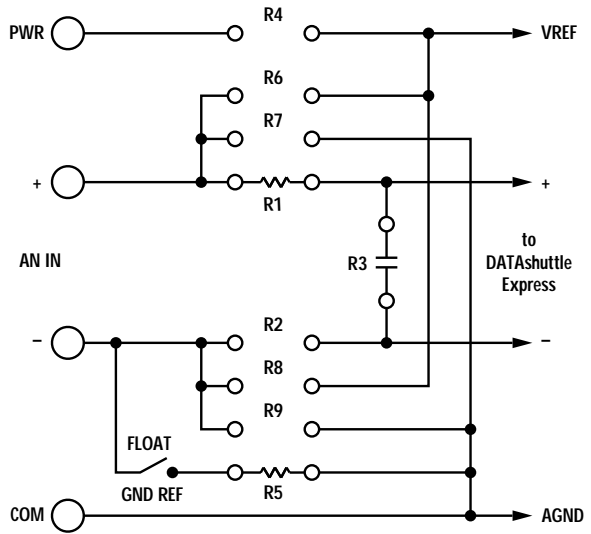 R4
PWR
VREF
R6
R7
+
+
R1
AN IN
R3
to
DATAshuttle
Express
R2
–
–
R8
R9
FLOAT
GND REF
R5
COM
AGND